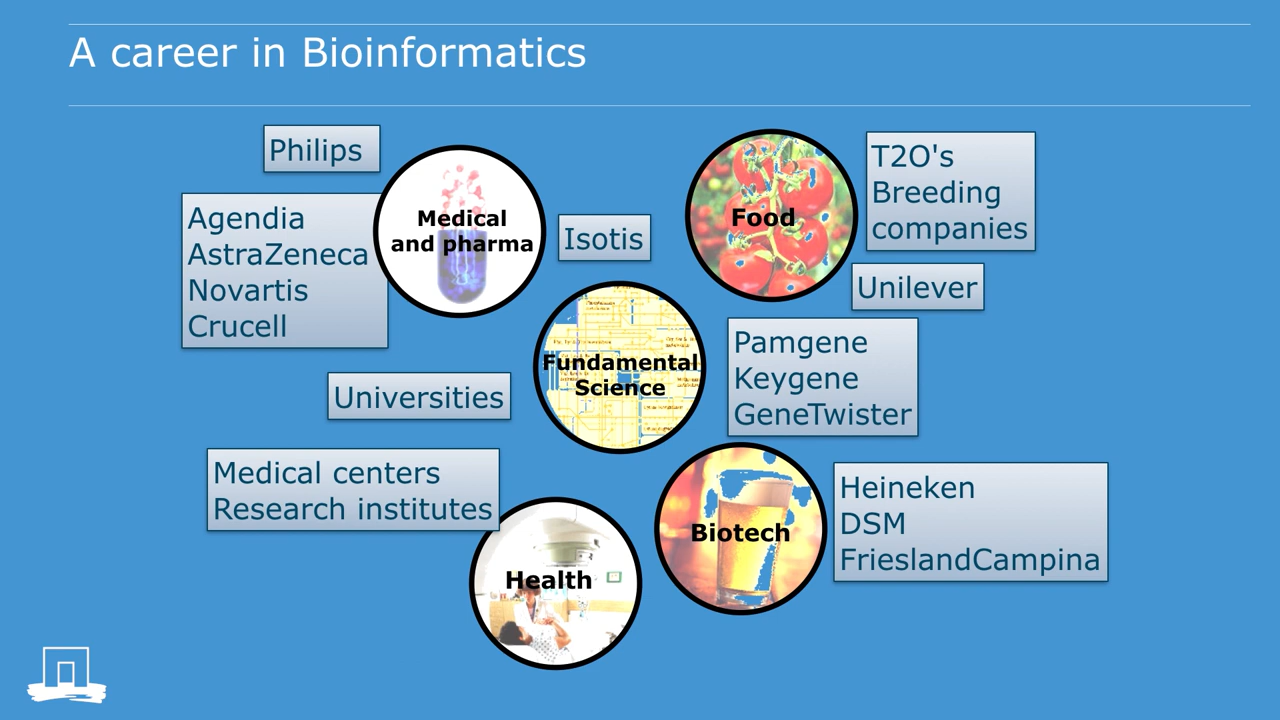 A career in Bioinformatics
Philips
Agendia
AstraZeneca
Novartis
Crucell
Medical
and pharma
Isotis
Food
T2O's
Breeding
companies
Unilever
Fundamental
Science
Pamgene
Keygene
GeneTwister
Universities
Medical centers
Research institutes
Health
Biotech
Heineken
DSM
FrieslandCampina